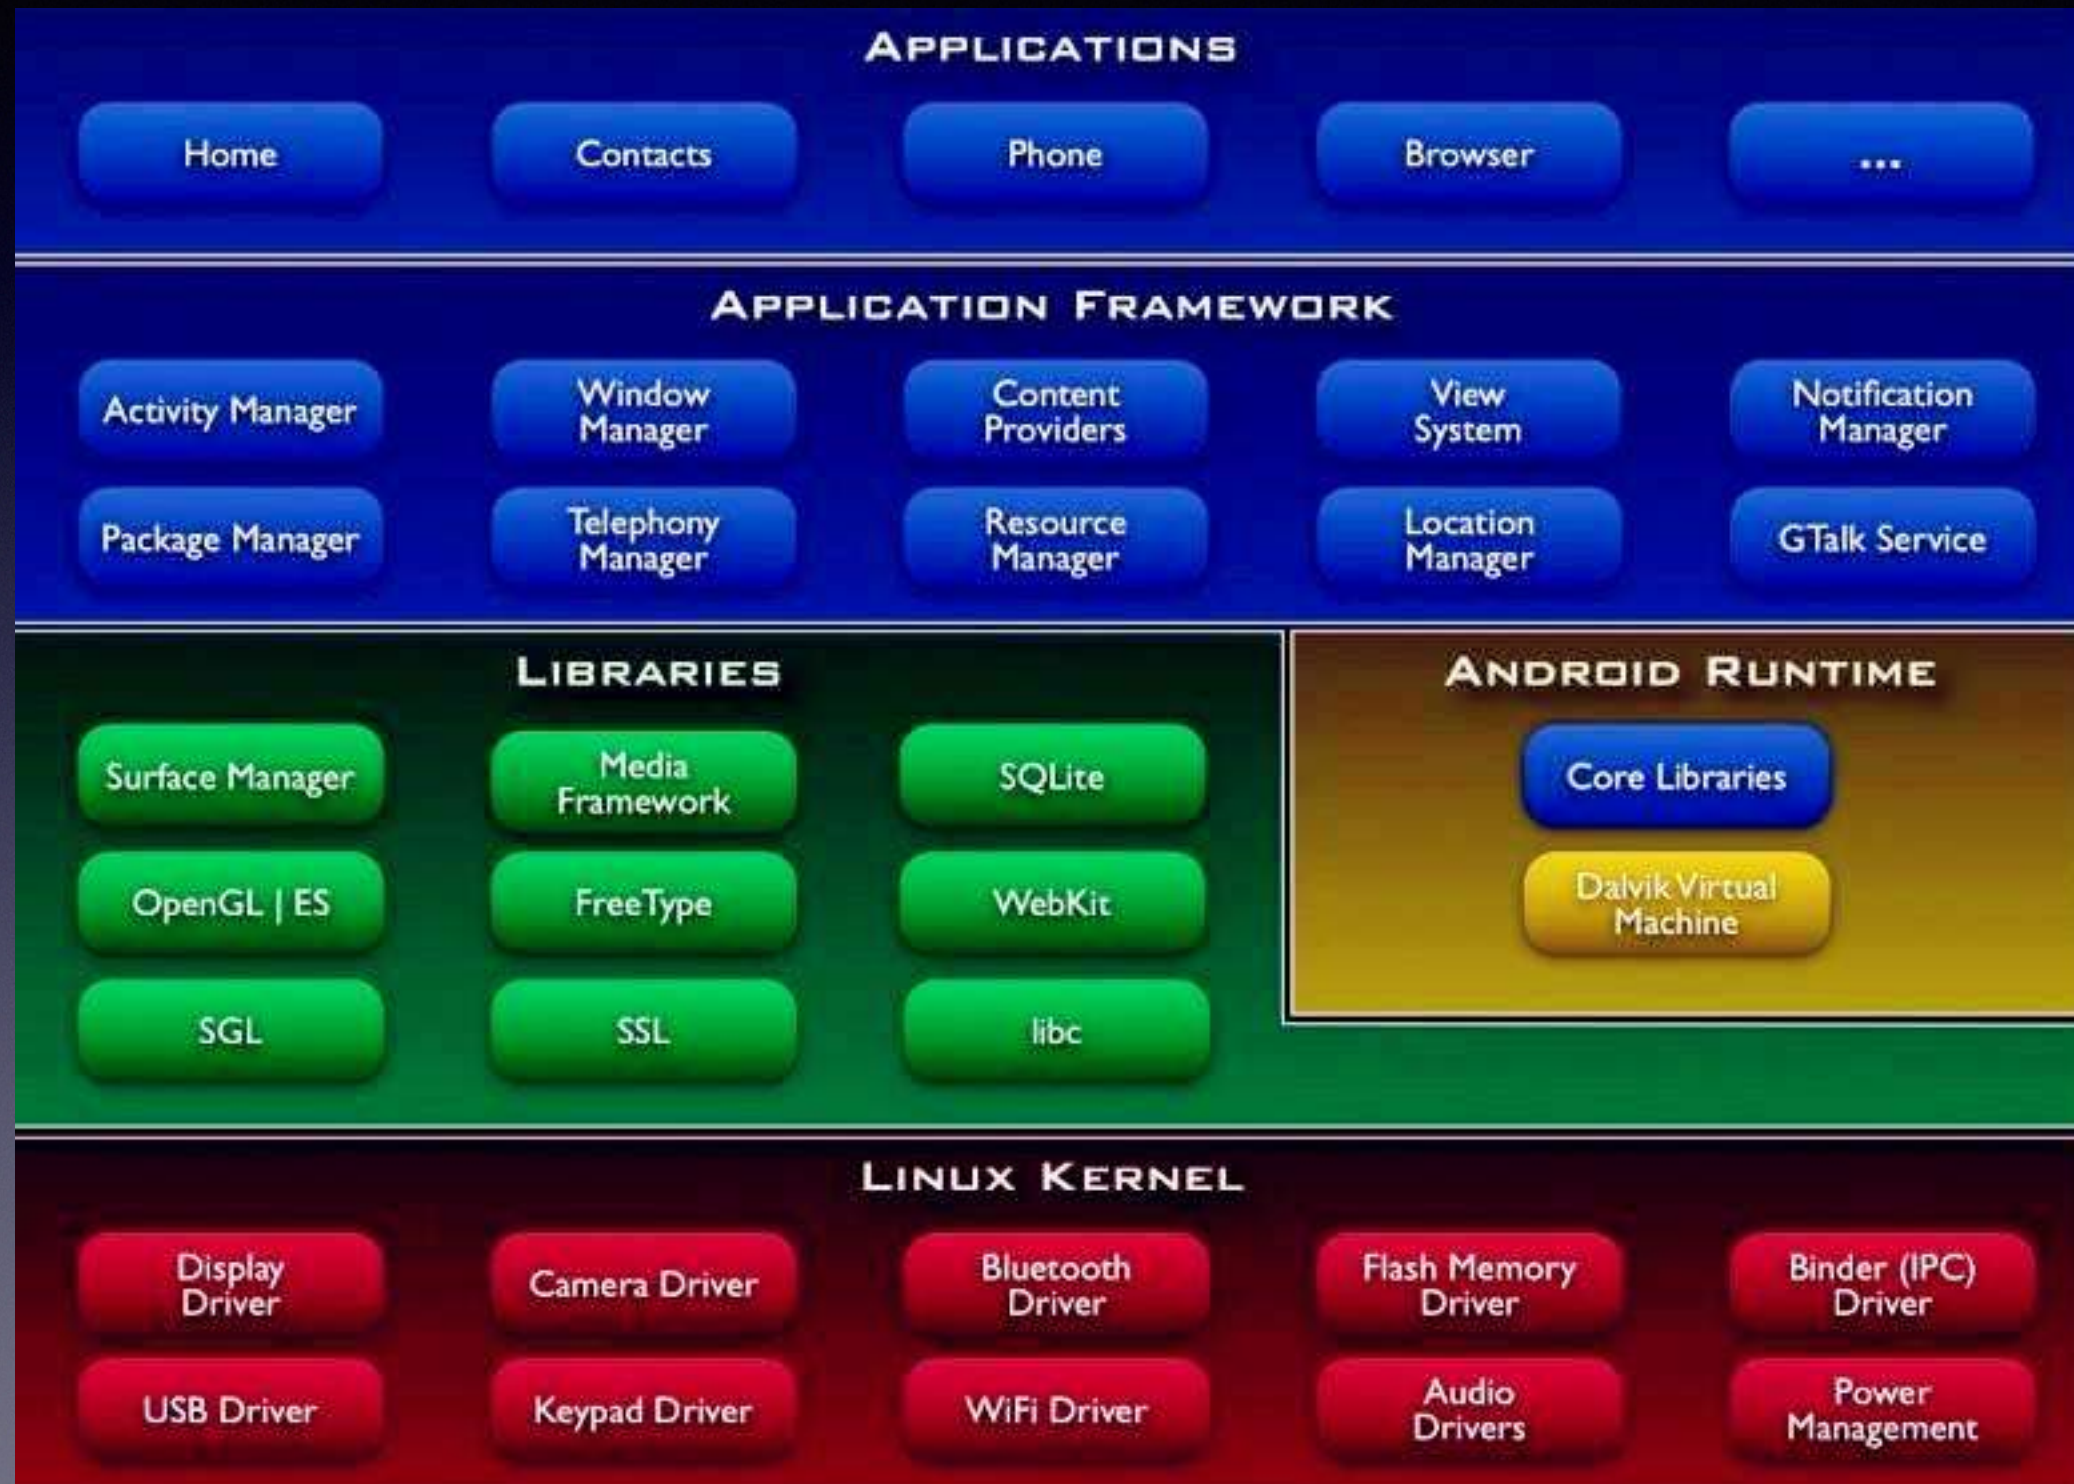 APPLICATIONS
Home
Contacts
Phone
Browser
...
APPLICATION FRAMEWORK
Activity Manager
Window
Manager
Content
Providers
View
System
Notification
Manager
Package Manager
Telephony
Manager
Resource
Manager
Location
Manager
GTalk Service
LIBRARIES
Surface Manager
Media
Framework
SQLite
OpenGL | ES
FreeType
WebKit
SGL
SSL
libc
ANDROID RUNTIME
Core Libraries
Dalvik Virtual
Machine
LINUX KERNEL
Display
Driver
Camera Driver
Bluetooth
Driver
Flash Memory
Driver
Binder (IPC)
Driver
USB Driver
Keypad Driver
WiFi Driver
Audio
Drivers
Power
Management